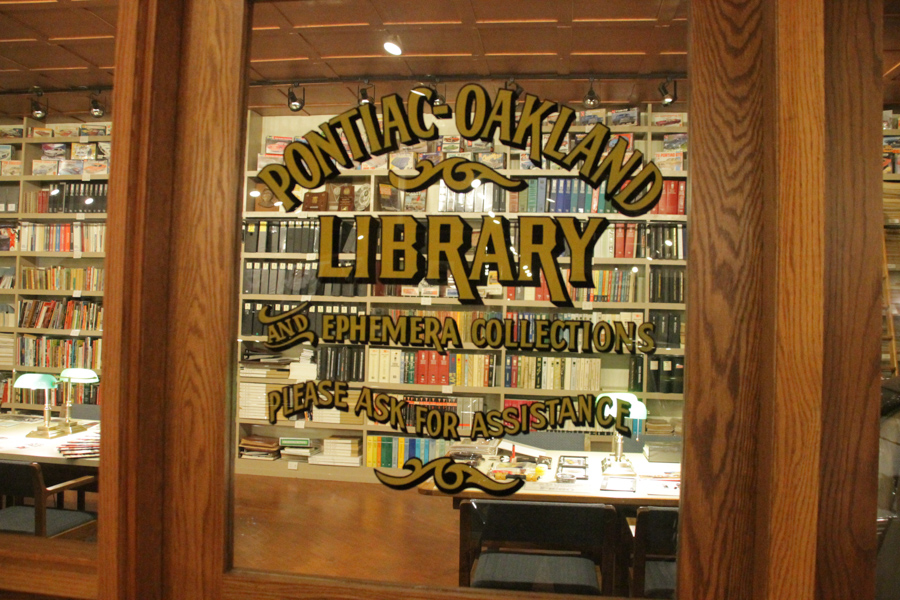 PONTIAC-OAKLAND
LIBRARY
AND EPHEMERA COLLECTIONS
PLEASE ASK FOR ASSISTANCE